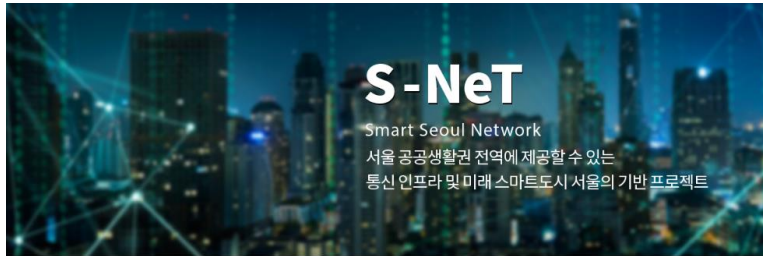 S-NeT
Smart Seoul Network
서울 공공생활권 전역에 제공할 수 있는
통신 인프라 및 미래 스마트도시 서울의 기반 프로젝트